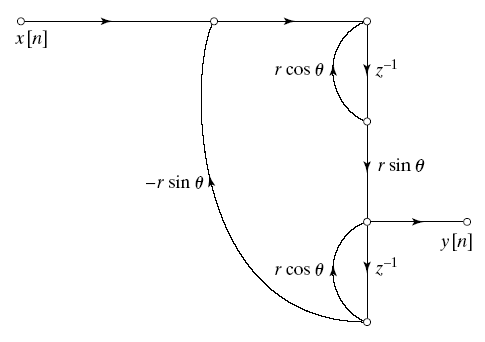 x[n]
r cos θ
z⁻¹
r sin θ
−r sin θ
y[n]
r cos θ
z⁻¹